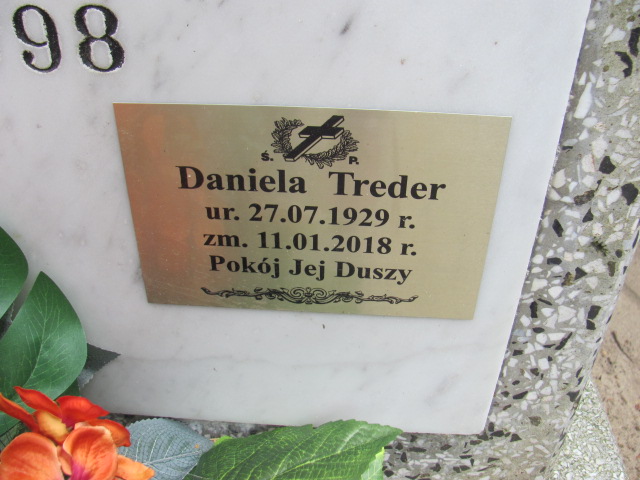 98
Ś. P.
Daniela Treder
ur. 27.07.1929 r.
zm. 11.01.2018 r.
Pokój Jej Duszy